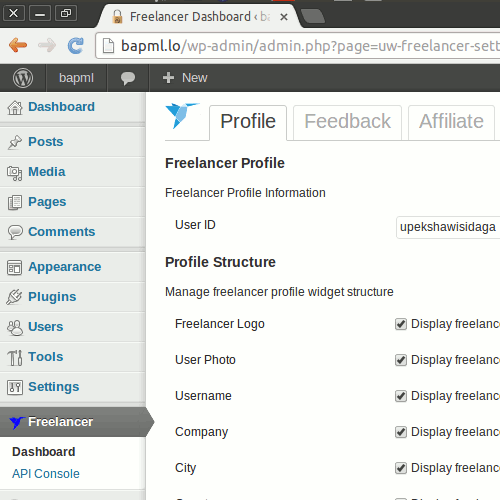 Freelancer Dashboard ‹ ba
bapml.lo/wp-admin/admin.php?page=uw-freelancer-sett
bapml
New
Dashboard
Posts
Media
Pages
Comments
Appearance
Plugins
Users
Tools
Settings
Freelancer
Dashboard
API Console
Profile
Feedback
Affiliate
Freelancer Profile
Freelancer Profile Information
User ID
upekshawisidaga
Profile Structure
Manage freelancer profile widget structure
Freelancer Logo
Display freelance
User Photo
Display freelance
Username
Display freelance
Company
Display freelance
City
Display freelance